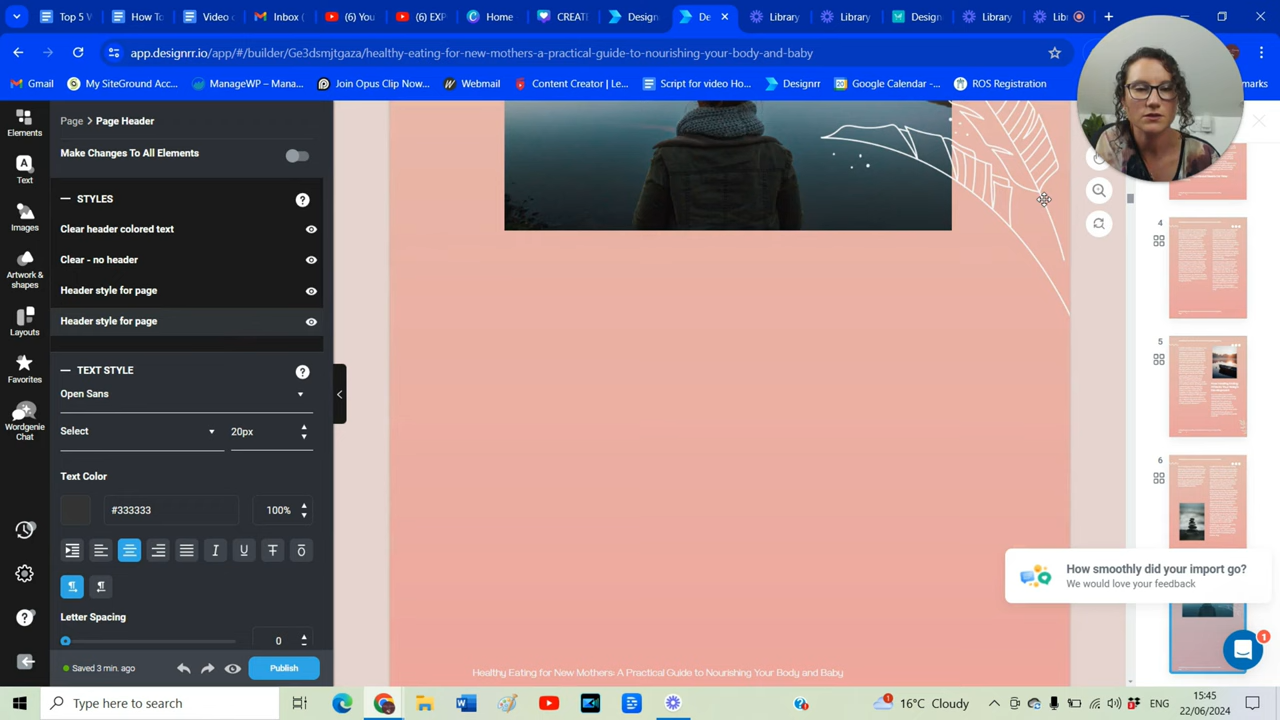 Top 5 V
How To
Video c
Inbox (
(6) You
(6) EXP
Home
CREATI
Design
De
Library
Library
Design
Library
Lib
app.designrr.io/app/#/builder/Ge3dsmjtgaza/healthy-eating-for-new-mothers-a-practical-guide-to-nourishing-your-body-and-baby
Gmail
My SiteGround Acc...
ManageWP – Mana...
Join Opus Clip Now...
Webmail
Content Creator | Le...
Script for video Ho...
Designrr
Google Calendar - ...
ROS Registration
Elements
Text
Images
Artwork & shapes
Layouts
Favorites
Wordgenie Chat
Page > Page Header
Make Changes To All Elements
STYLES
Clear header colored text
Clear - no header
Header style for page
Header style for page
TEXT STYLE
Open Sans
Select
20px
Text Color
#333333
100%
Letter Spacing
0
Saved 3 min. ago
Publish
Healthy Eating for New Mothers: A Practical Guide to Nourishing Your Body and Baby
4
5
6
How smoothly did your import go?
We would love your feedback
1
Type here to search
16°C Cloudy
ENG
15:45
22/06/2024